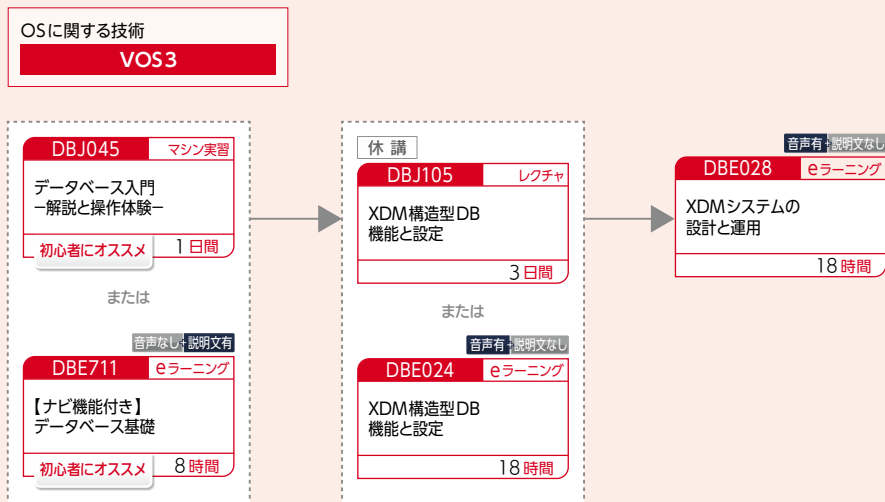 OSに関する技術
VOS3
DBJ045
マシン実習
データベース入門
−解説と操作体験−
初心者にオススメ
1日間
または
音声なし+説明文有
DBE711
eラーニング
【ナビ機能付き】
データベース基礎
初心者にオススメ
8時間
休講
DBJ105
レクチャ
XDM構造型DB
機能と設定
3日間
または
音声有+説明文なし
DBE024
eラーニング
XDM構造型DB
機能と設定
18時間
音声有+説明文なし
DBE028
eラーニング
XDMシステムの
設計と運用
18時間